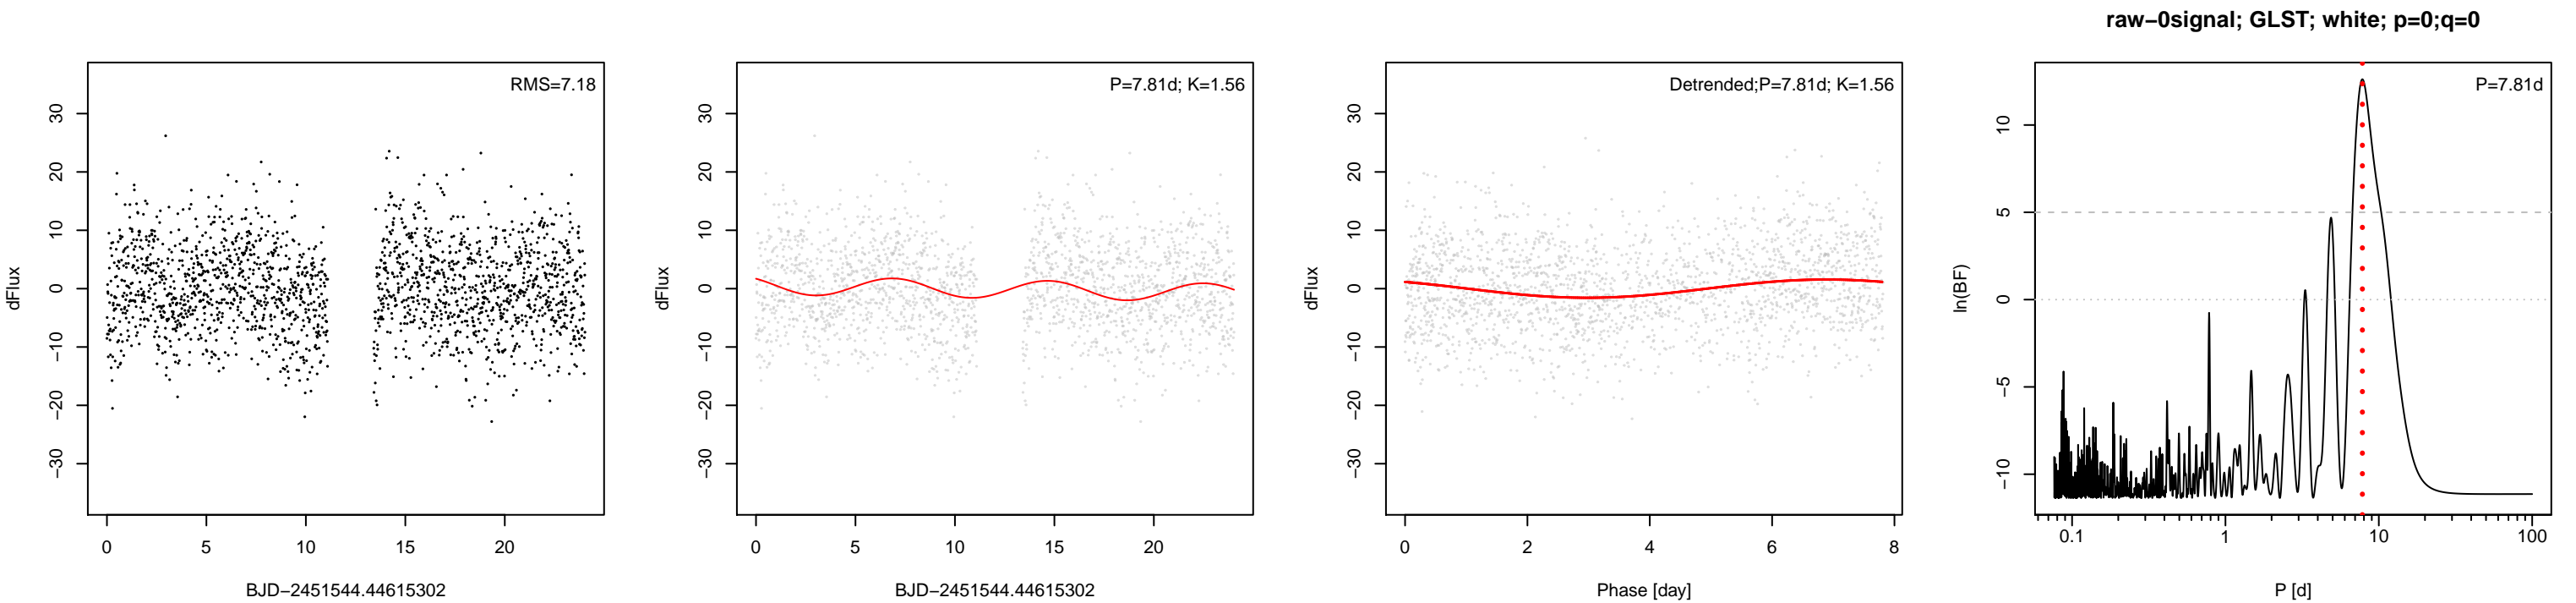 raw−0signal; GLST; white; p=0;q=0
RMS=7.18
dFlux
30
20
10
0
−10
−20
−30
0 5 10 15 20
BJD−2451544.44615302
P=7.81d; K=1.56
dFlux
30
20
10
0
−10
−20
−30
0 5 10 15 20
BJD−2451544.44615302
Detrended;P=7.81d; K=1.56
dFlux
30
20
10
0
−10
−20
−30
0 2 4 6 8
Phase [day]
P=7.81d
ln(BF)
10
5
0
−5
−10
0.1 1 10 100
P [d]